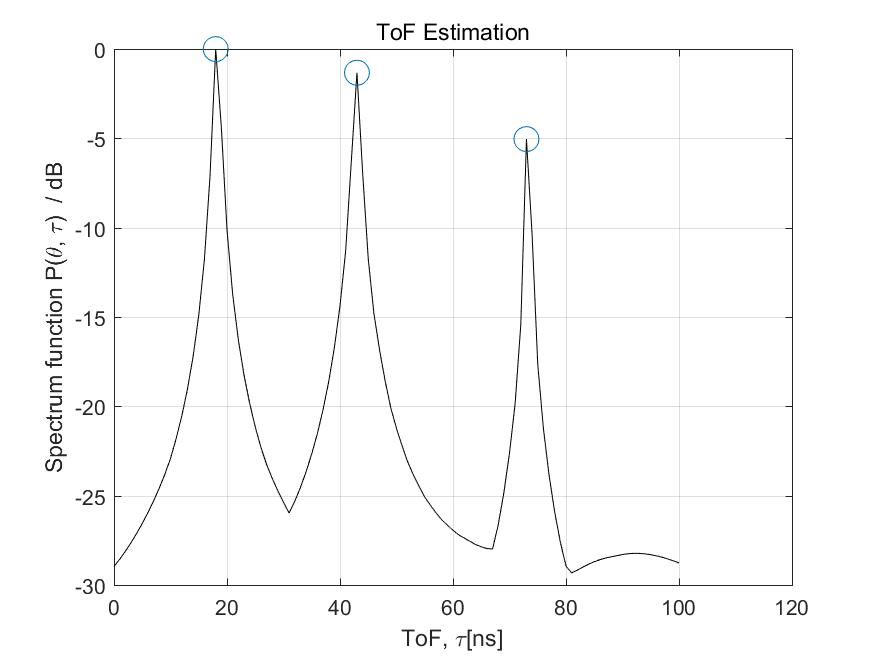 ToF Estimation
0
-5
-10
-15
-20
-25
-30
Spectrum function P(θ, τ) / dB
0 20 40 60 80 100 120
ToF, τ[ns]